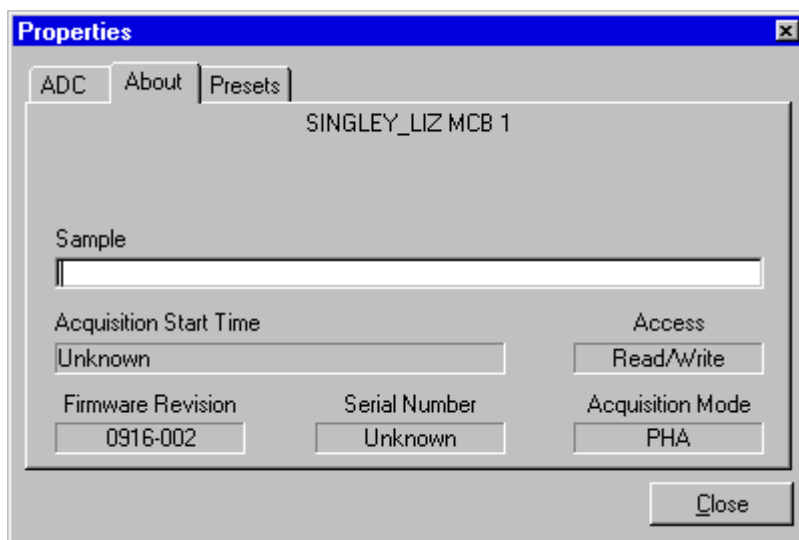 Properties
ADC About Presets
SINGLEY_LIZ MCB 1
Sample
Acquisition Start Time Access
Unknown Read/Write
Firmware Revision Serial Number Acquisition Mode
0916-002 Unknown PHA
Close